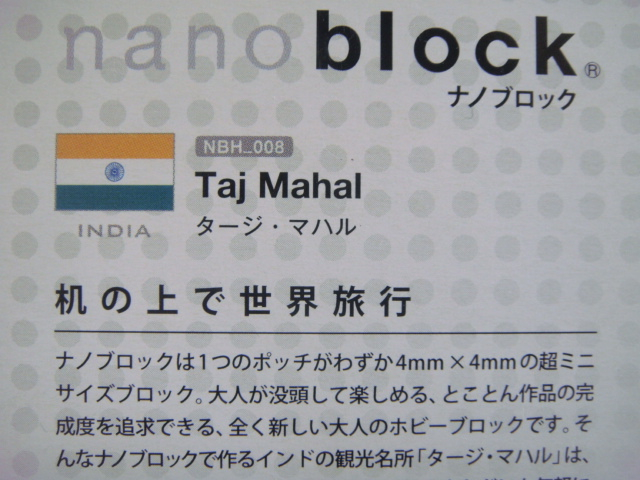 nanoblock®
ナノブロック
NBH_008
Taj Mahal
INDIA
タージ・マハル
机の上で世界旅行
ナノブロックは1つのポッチがわずか4mm×4mmの超ミニ
サイズブロック。大人が没頭して楽しめる、とことん作品の完
成度を追求できる、全く新しい大人のホビーブロックです。そ
んなナノブロックで作るインドの観光名所「タージ・マハル」は、